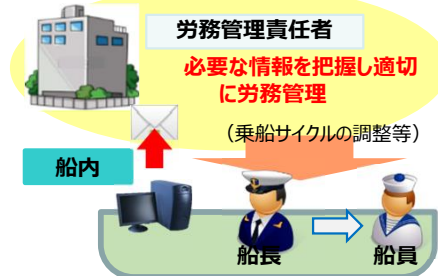 労務管理責任者
必要な情報を把握し適切
に労務管理
（乗船サイクルの調整等）
船内
船長
船員